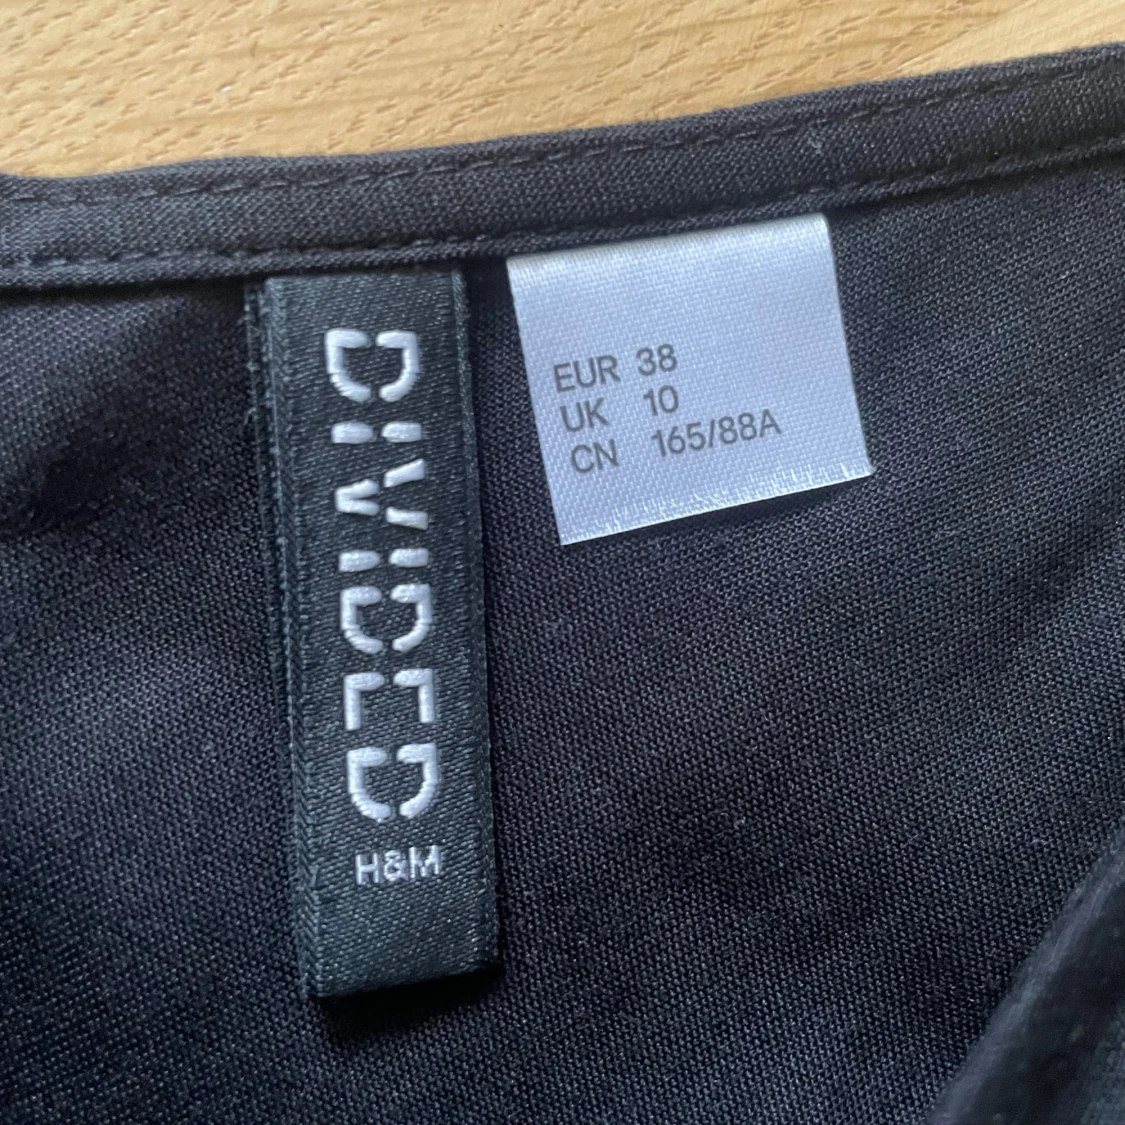 DIVIDED
H&M
EUR 38
UK 10
CN 165/88A